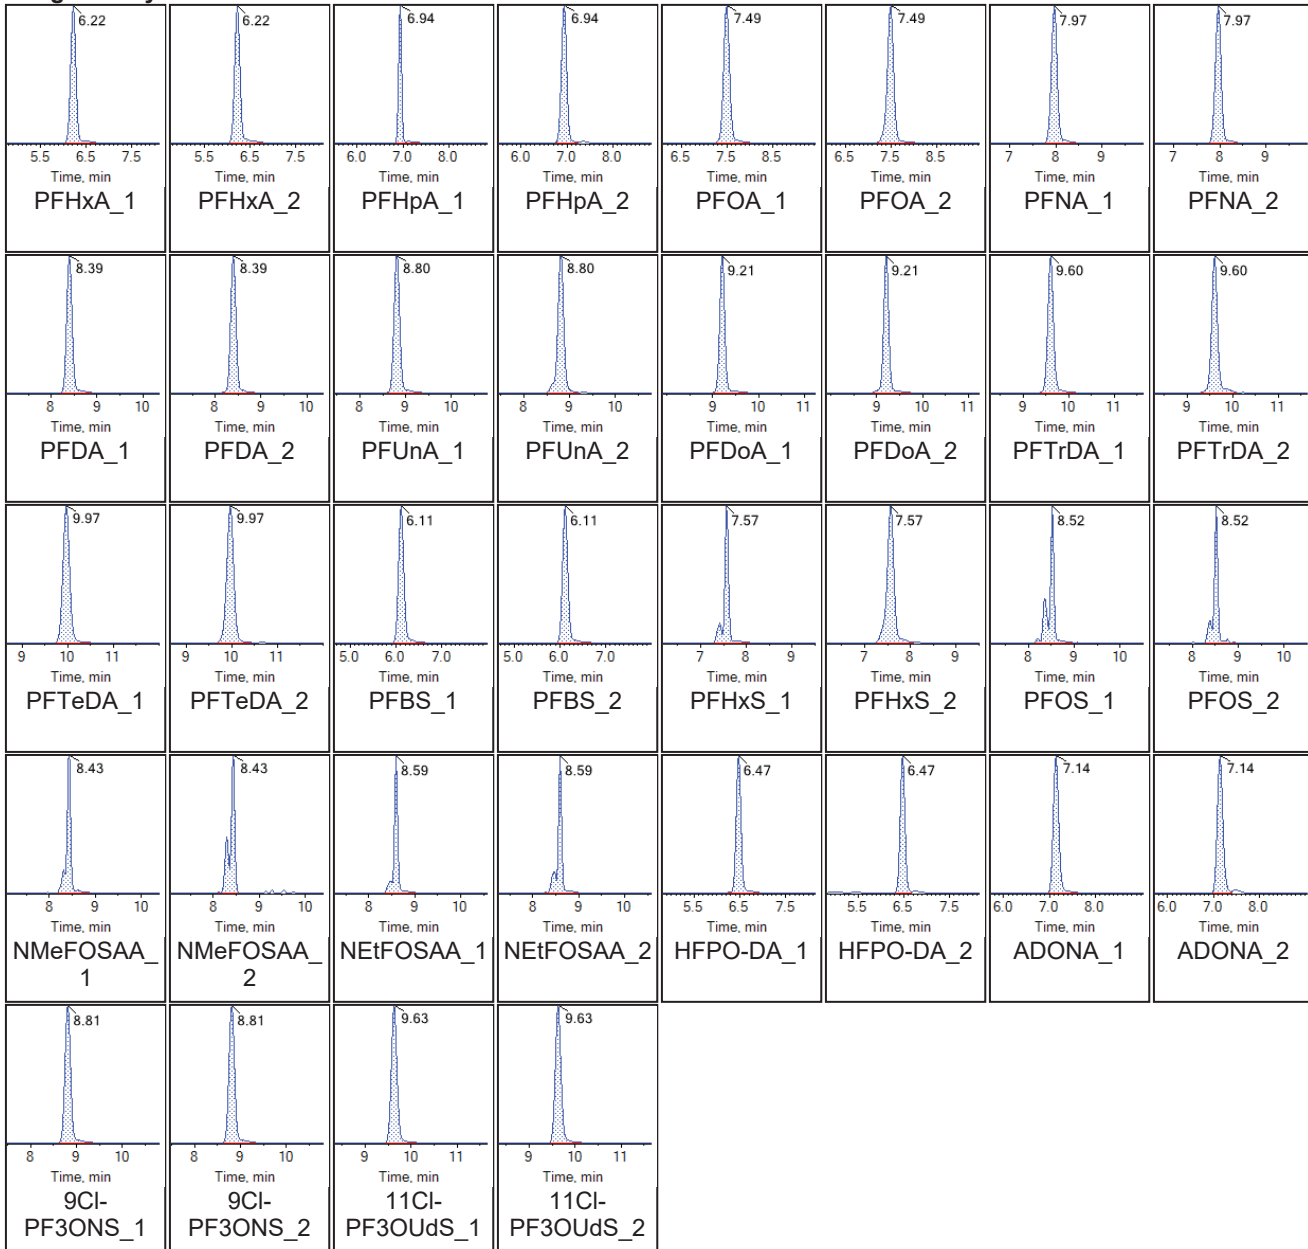 6.22
5.5 6.5 7.5
Time, min
PFHxA_1
6.22
5.5 6.5 7.5
Time, min
PFHxA_2
6.94
6.0 7.0 8.0
Time, min
PFHpA_1
6.94
6.0 7.0 8.0
Time, min
PFHpA_2
7.49
6.5 7.5 8.5
Time, min
PFOA_1
7.49
6.5 7.5 8.5
Time, min
PFOA_2
7.97
7 8 9
Time, min
PFNA_1
7.97
7 8 9
Time, min
PFNA_2
8.39
8 9 10
Time, min
PFDA_1
8.39
8 9 10
Time, min
PFDA_2
8.80
8 9 10
Time, min
PFUnA_1
8.80
8 9 10
Time, min
PFUnA_2
9.21
9 10 11
Time, min
PFDoA_1
9.21
9 10 11
Time, min
PFDoA_2
9.60
9 10 11
Time, min
PFTrDA_1
9.60
9 10 11
Time, min
PFTrDA_2
9.97
9 10 11
Time, min
PFTeDA_1
9.97
9 10 11
Time, min
PFTeDA_2
6.11
5.0 6.0 7.0
Time, min
PFBS_1
6.11
5.0 6.0 7.0
Time, min
PFBS_2
7.57
7 8 9
Time, min
PFHxS_1
7.57
7 8 9
Time, min
PFHxS_2
8.52
8 9 10
Time, min
PFOS_1
8.52
8 9 10
Time, min
PFOS_2
8.43
8 9 10
Time, min
NMeFOSAA_
1
8.43
8 9 10
Time, min
NMeFOSAA_
2
8.59
8 9 10
Time, min
NEtFOSAA_1
8.59
8 9 10
Time, min
NEtFOSAA_2
6.47
5.5 6.5 7.5
Time, min
HFPO-DA_1
6.47
5.5 6.5 7.5
Time, min
HFPO-DA_2
7.14
6.0 7.0 8.0
Time, min
ADONA_1
7.14
6.0 7.0 8.0
Time, min
ADONA_2
8.81
8 9 10
Time, min
9Cl-
PF3ONS_1
8.81
8 9 10
Time, min
9Cl-
PF3ONS_2
9.63
9 10 11
Time, min
11Cl-
PF3OUdS_1
9.63
9 10 11
Time, min
11Cl-
PF3OUdS_2